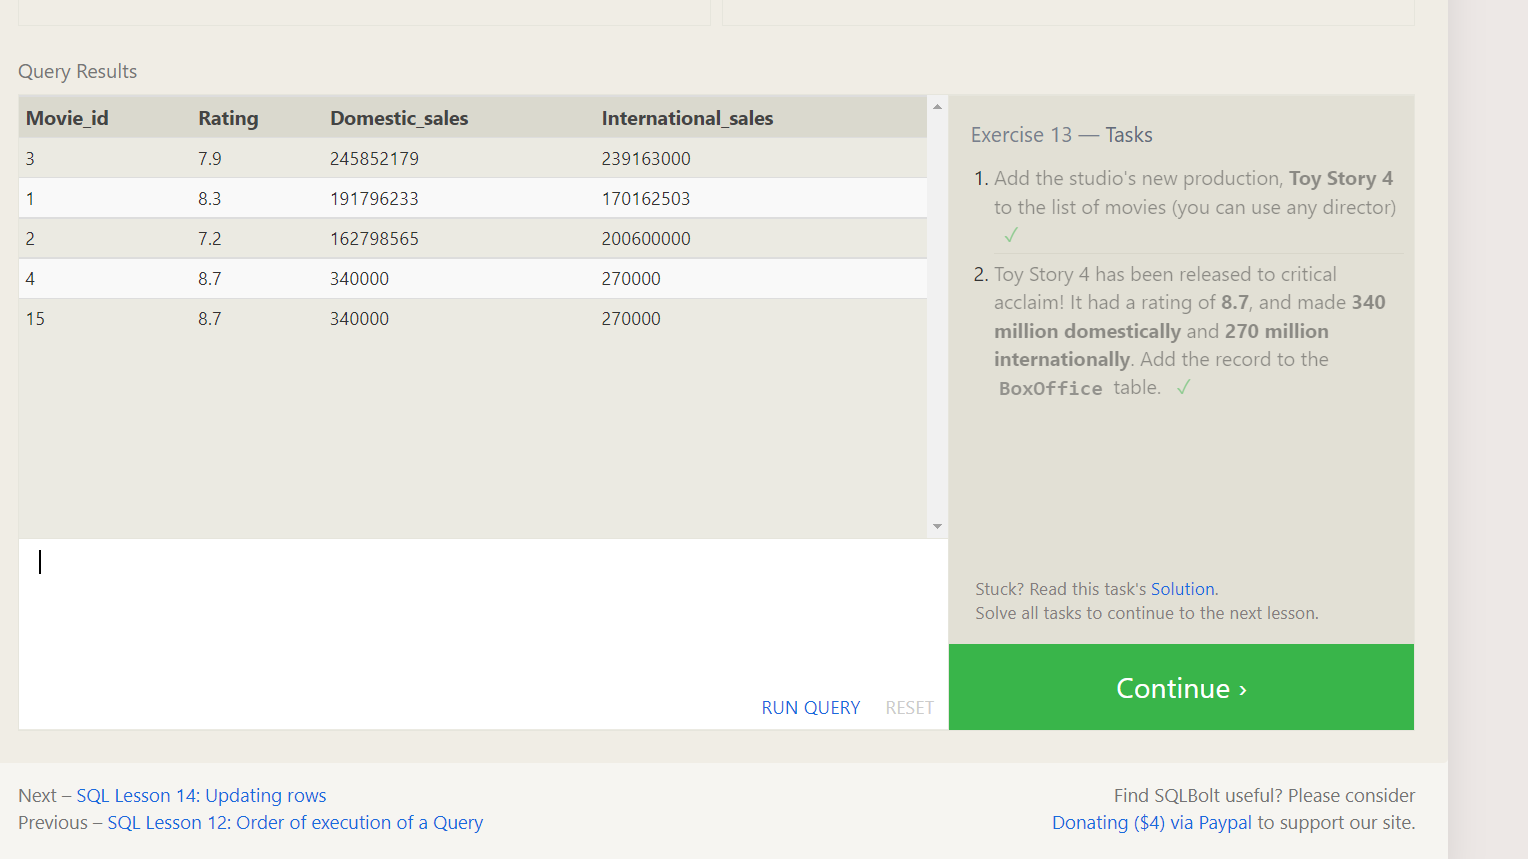 Query Results
Movie_id Rating Domestic_sales International_sales
3 7.9 245852179 239163000
1 8.3 191796233 170162503
2 7.2 162798565 200600000
4 8.7 340000 270000
15 8.7 340000 270000
RUN QUERY RESET
Exercise 13 — Tasks
1. Add the studio's new production, Toy Story 4
to the list of movies (you can use any director)
✓
2. Toy Story 4 has been released to critical
acclaim! It had a rating of 8.7, and made 340
million domestically and 270 million
internationally. Add the record to the
BoxOffice table. ✓
Stuck? Read this task's Solution.
Solve all tasks to continue to the next lesson.
Continue ›
Next – SQL Lesson 14: Updating rows
Previous – SQL Lesson 12: Order of execution of a Query
Find SQLBolt useful? Please consider
Donating ($4) via Paypal to support our site.